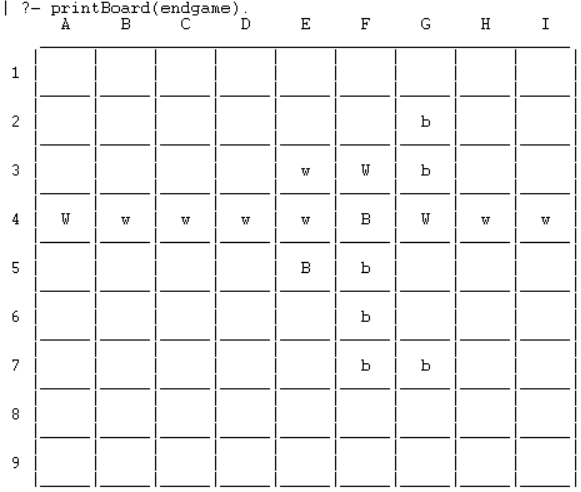 | ?- printBoard(endgame).
A B C D E F G H I
1
2 b
3 w W b
4 W w w w w B W w w
5 B b
6 b
7 b b
8
9